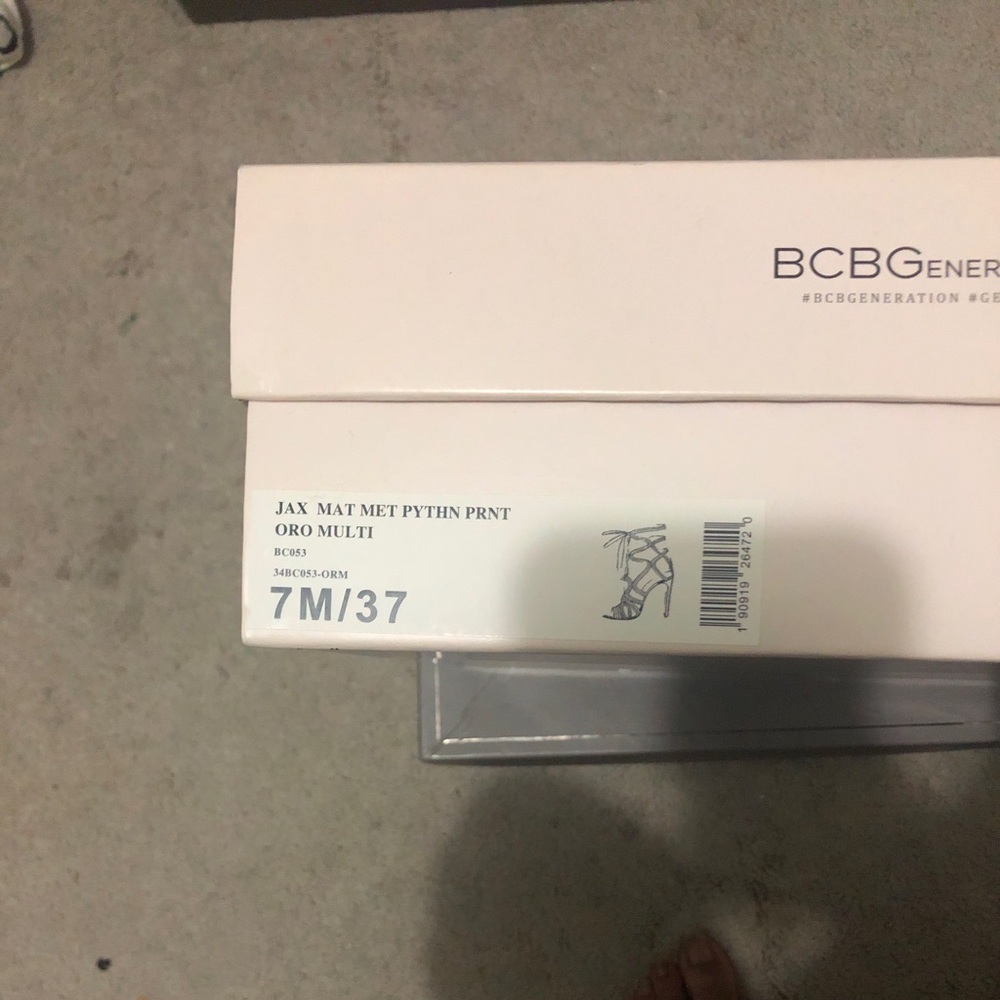 BCBGENER
#BCBGENERATION #GE
JAX MAT MET PYTHN PRNT
ORO MULTI
BC053
34BC053-ORM
7M/37
1 90919 26472 0